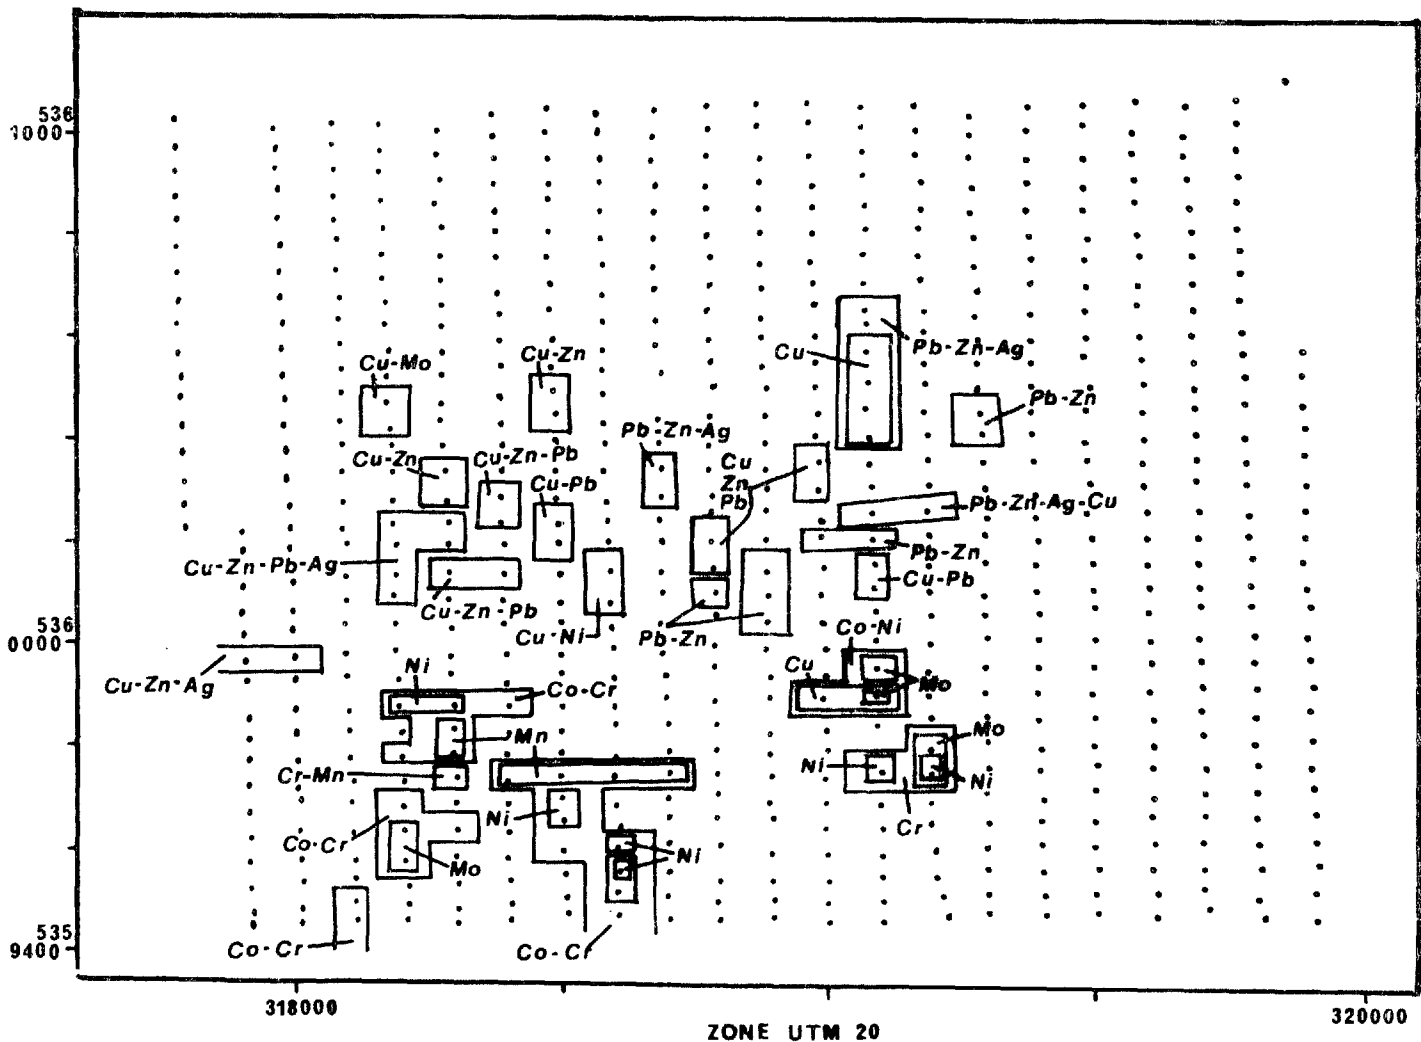 536
1000
Cu-Zn
Cu-Mo
Cu
Pb-Zn-Ag
Pb-Zn
Pb-Zn-Ag
Cu-Zn
Cu-Zn-Pb
Cu
Zn
Pb
Cu-Pb
Pb-Zn-Ag-Cu
Pb-Zn
Cu-Zn-Pb-Ag
Cu-Pb
Cu-Zn-Pb
536
0000
Cu-Ni
Pb-Zn
Co-Ni
Cu-Zn-Ag
Ni
Co-Cr
Cu
Mo
Mn
Mo
Cr-Mn
Ni
Ni
Ni
Cr
Co-Cr
Mo
Ni
535
9400
Co-Cr
Co-Cr
318000
320000
ZONE UTM 20